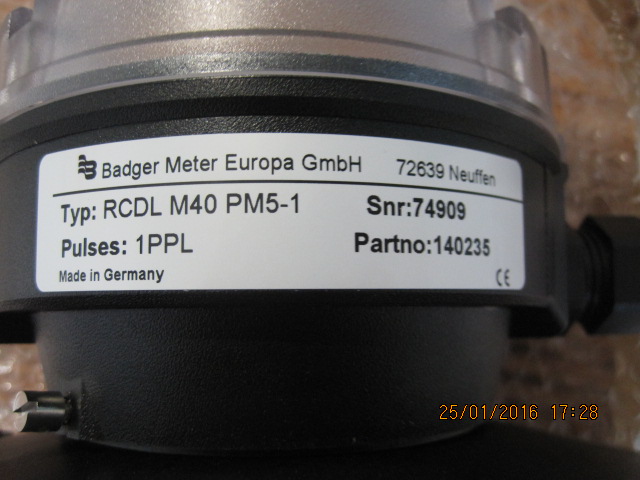 Badger Meter Europa GmbH 72639 Neuffen
Typ: RCDL M40 PM5-1 Snr:74909
Pulses: 1PPL Partno:140235
Made in Germany CE
25/01/2016 17:28